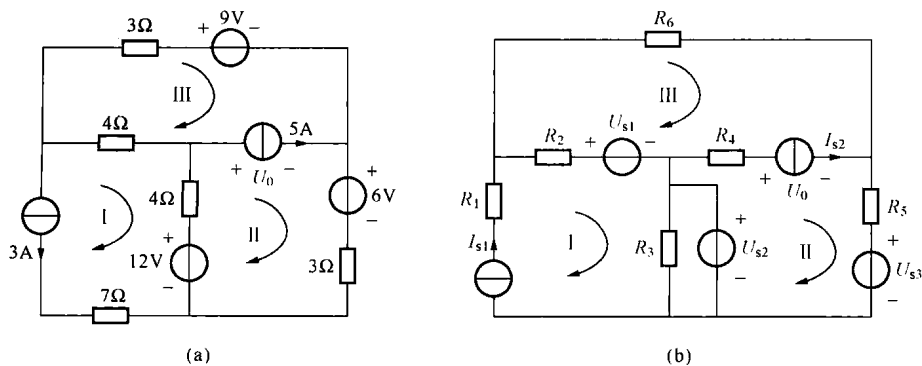 3Ω
+ 9V −
III
4Ω
5A
+ U₀ −
4Ω
+
6V
−
I
II
3A
+
12V
−
3Ω
7Ω
(a)
R₆
III
R₂
+ Uₛ₁ −
R₄
Iₛ₂
+ U₀ −
R₁
R₅
Iₛ₁
I
R₃
+
Uₛ₂
−
II
+
Uₛ₃
−
(b)